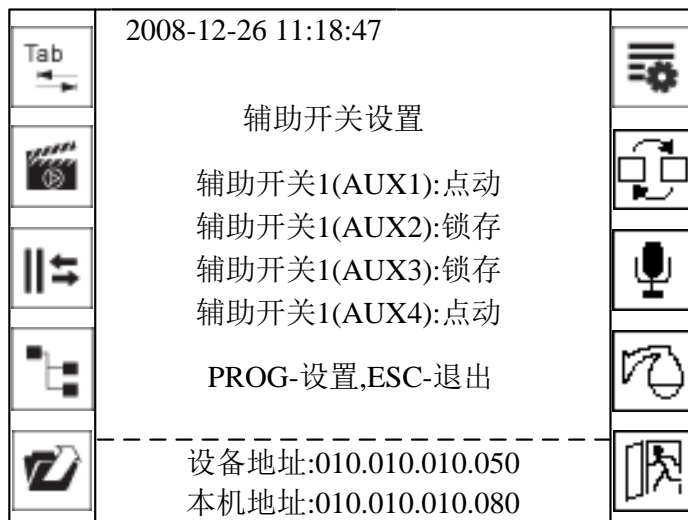 2008-12-26 11:18:47
Tab
辅助开关设置
辅助开关1(AUX1):点动
辅助开关1(AUX2):锁存
辅助开关1(AUX3):锁存
辅助开关1(AUX4):点动
PROG-设置,ESC-退出
设备地址:010.010.010.050
本机地址:010.010.010.080